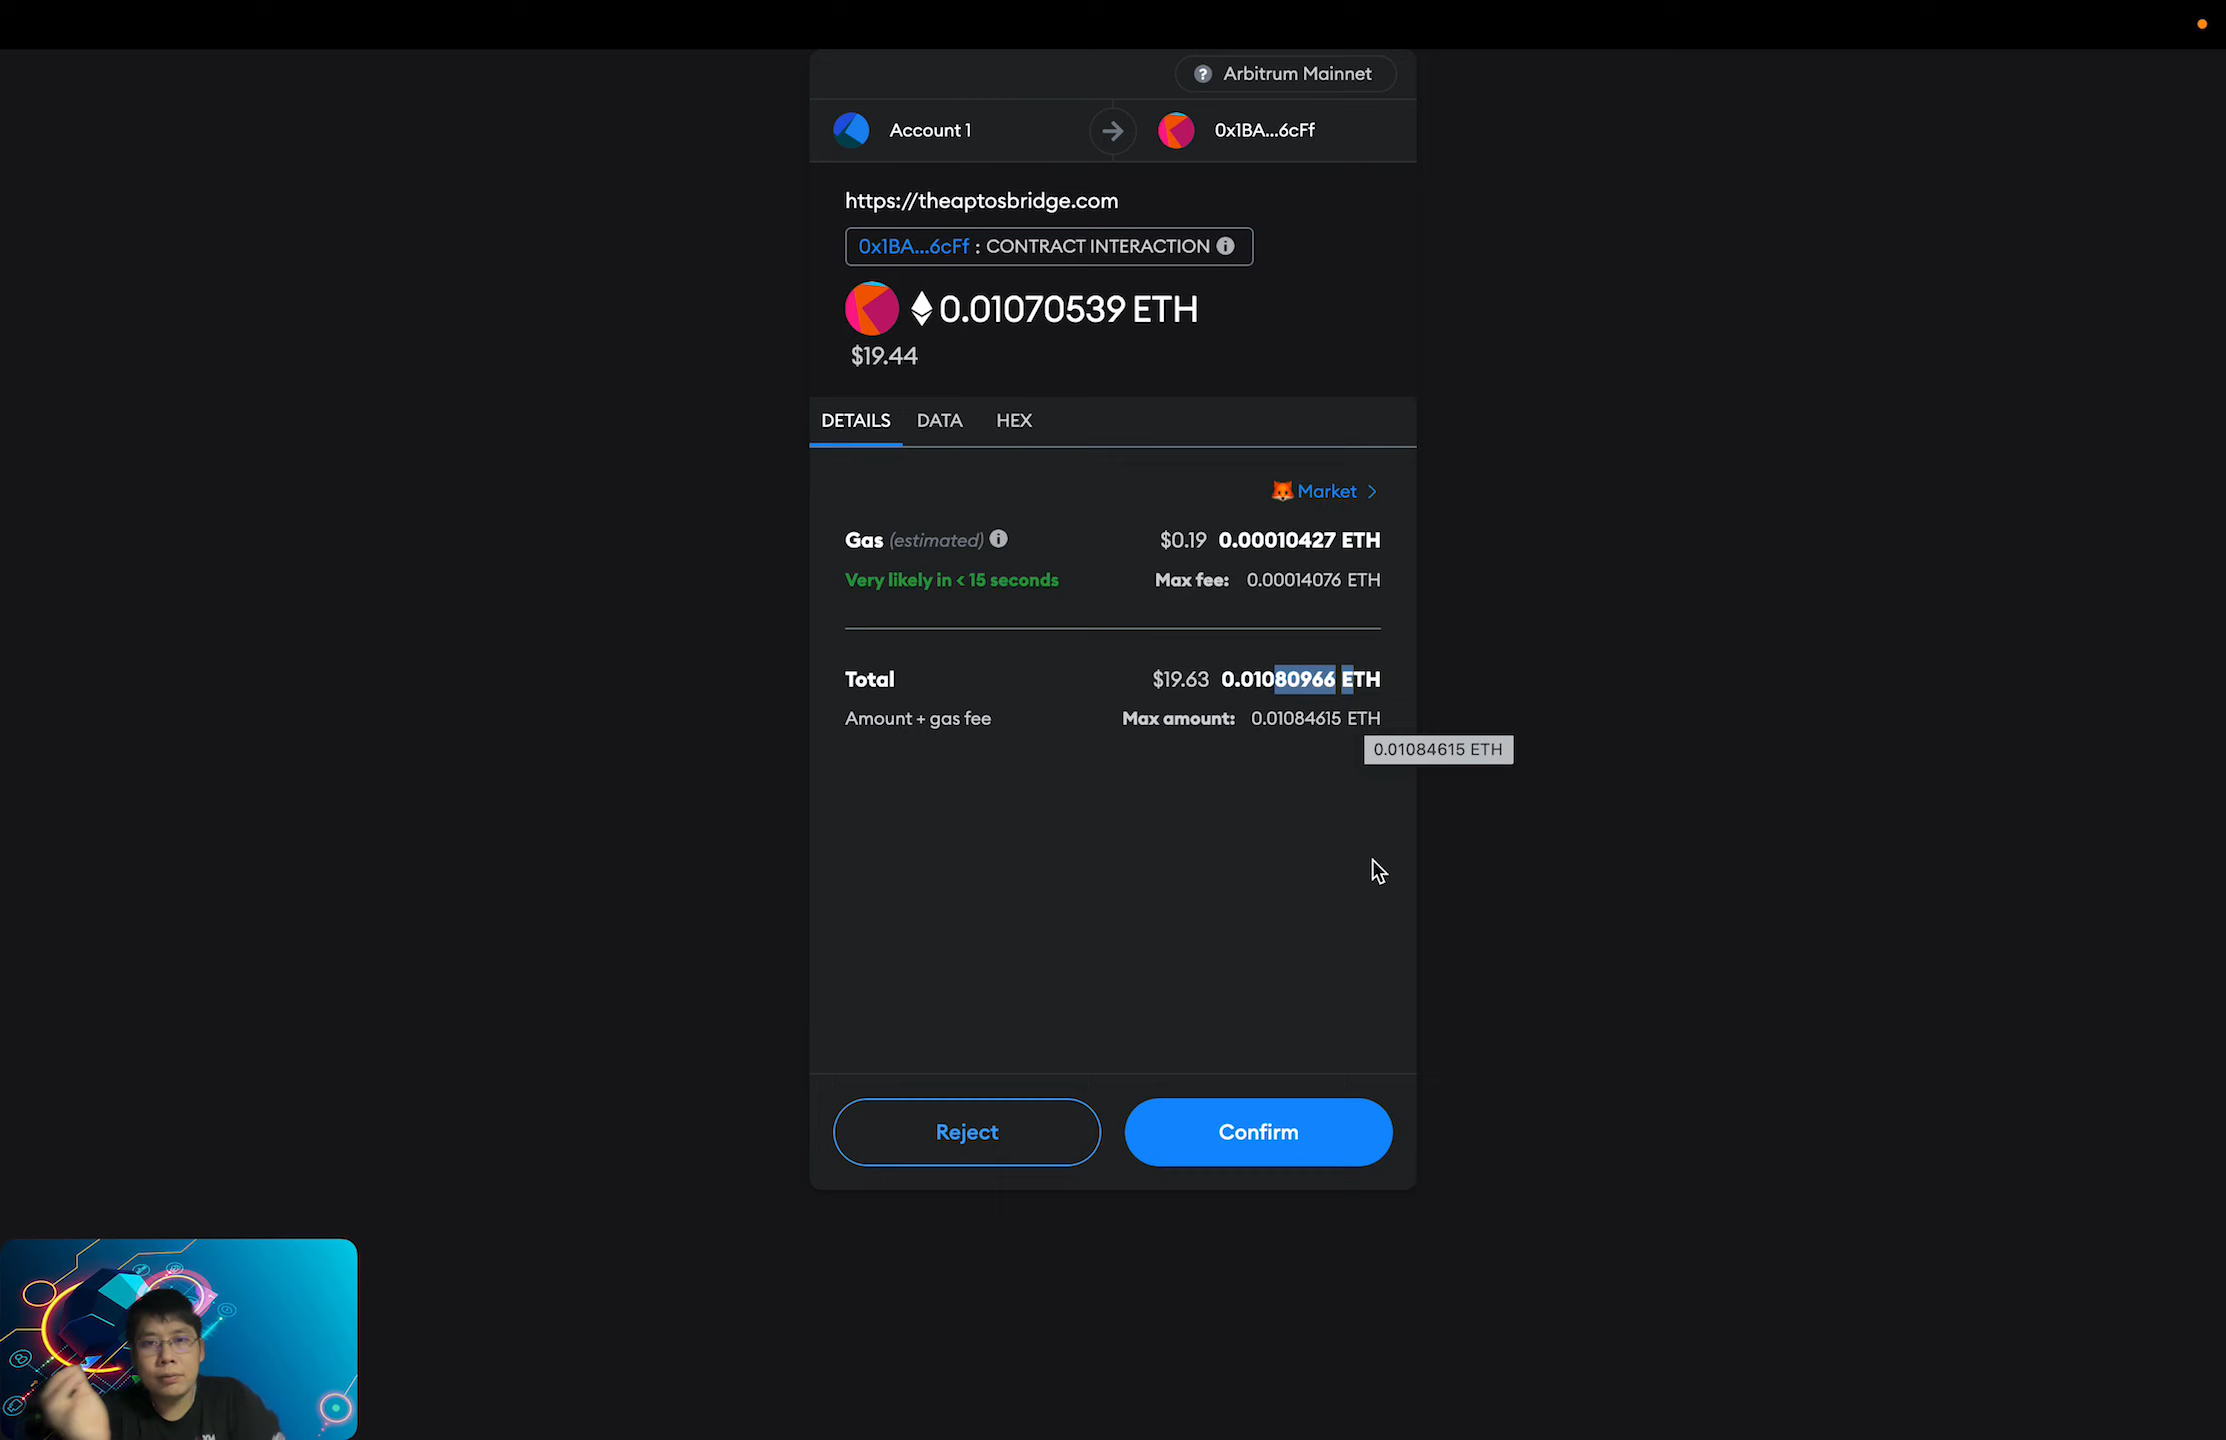 ? Arbitrum Mainnet
Account 1
0x1BA...6cFf
https://theaptosbridge.com
0x1BA...6cFf : CONTRACT INTERACTION
0.01070539 ETH
$19.44
DETAILS DATA HEX
Market >
Gas (estimated) $0.19 0.00010427 ETH
Very likely in < 15 seconds Max fee: 0.00014076 ETH
Total $19.63 0.01080966 ETH
Amount + gas fee Max amount: 0.01084615 ETH
0.01084615 ETH
Reject Confirm